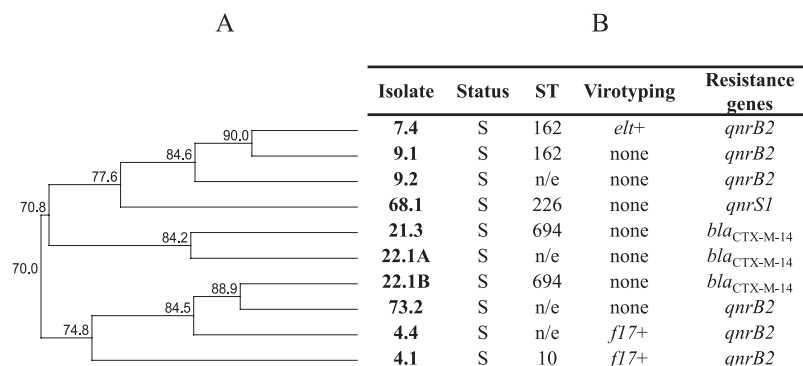 A B
Isolate Status ST Virotyping Resistance genes
7.4 S 162 elt+ qnrB2
9.1 S 162 none qnrB2
9.2 S n/e none qnrB2
68.1 S 226 none qnrS1
21.3 S 694 none blaCTX-M-14
22.1A S n/e none blaCTX-M-14
22.1B S 694 none blaCTX-M-14
73.2 S n/e none qnrB2
4.4 S n/e f17+ qnrB2
4.1 S 10 f17+ qnrB2
90.0
84.6
77.6
70.8
84.2
70.0
88.9
84.5
74.8